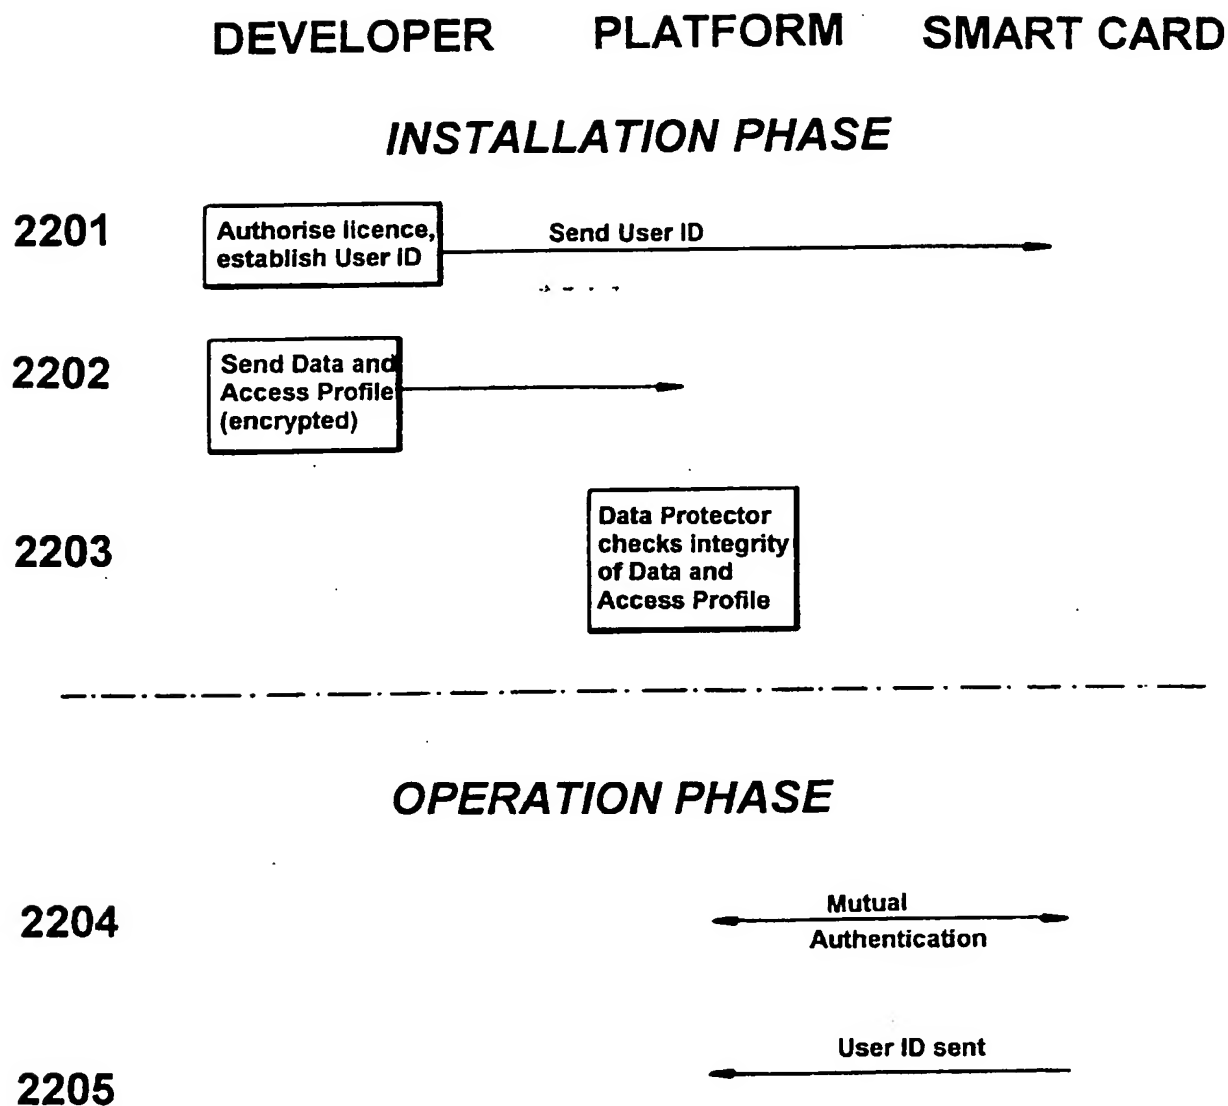 DEVELOPER PLATFORM SMART CARD
INSTALLATION PHASE
2201
Authorise licence,
establish User ID
Send User ID
2202
Send Data and
Access Profile
(encrypted)
2203
Data Protector
checks integrity
of Data and
Access Profile
OPERATION PHASE
2204
Mutual
Authentication
2205
User ID sent